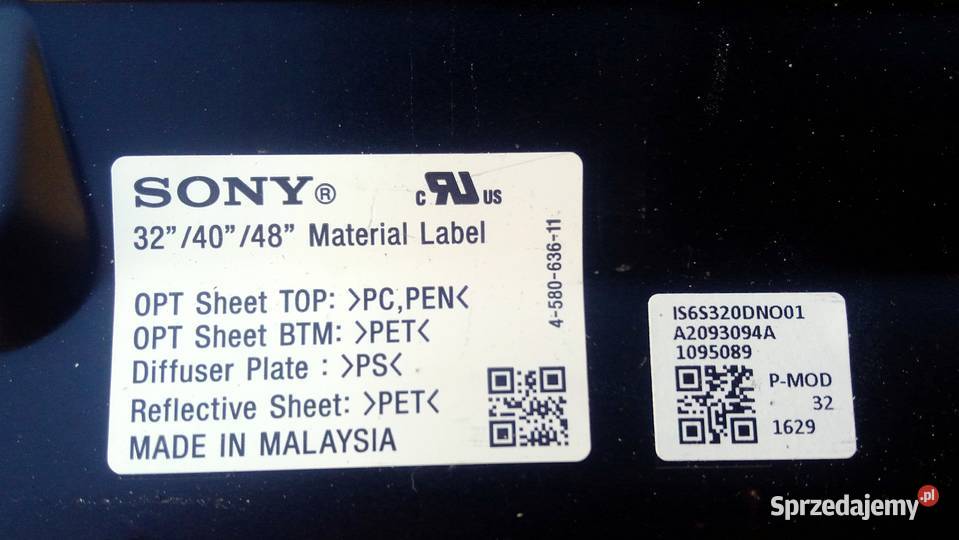 SONY®
c RU US
32”/40”/48” Material Label
OPT Sheet TOP: >PC,PEN<
OPT Sheet BTM: >PET<
Diffuser Plate : >PS<
Reflective Sheet: >PET<
MADE IN MALAYSIA
4-580-636-11
IS6S320DNO01
A2093094A
1095089
P-MOD
32
1629
Sprzedajemy.pl